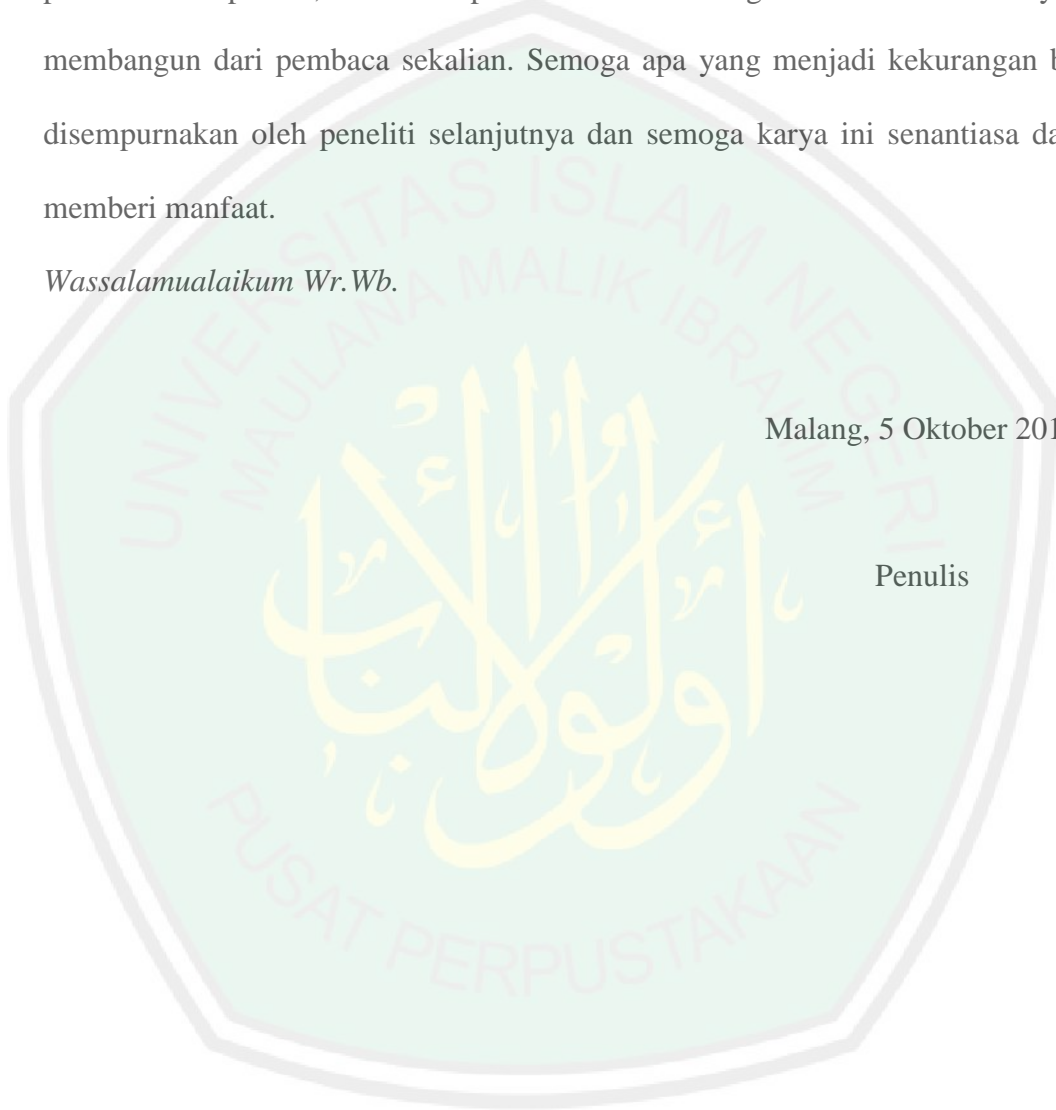 membangun dari pembaca sekalian. Semoga apa yang menjadi kekurangan
disempurnakan oleh peneliti selanjutnya dan semoga karya ini senantiasa
memberi manfaat.
Wassalamualaikum Wr.Wb.
Malang, 5 Oktober 201
Penulis
UNIVERSITAS ISLAM NEGERI
MAULANA MALIK IBRAHIM
PUSAT PERPUSTAKAAN